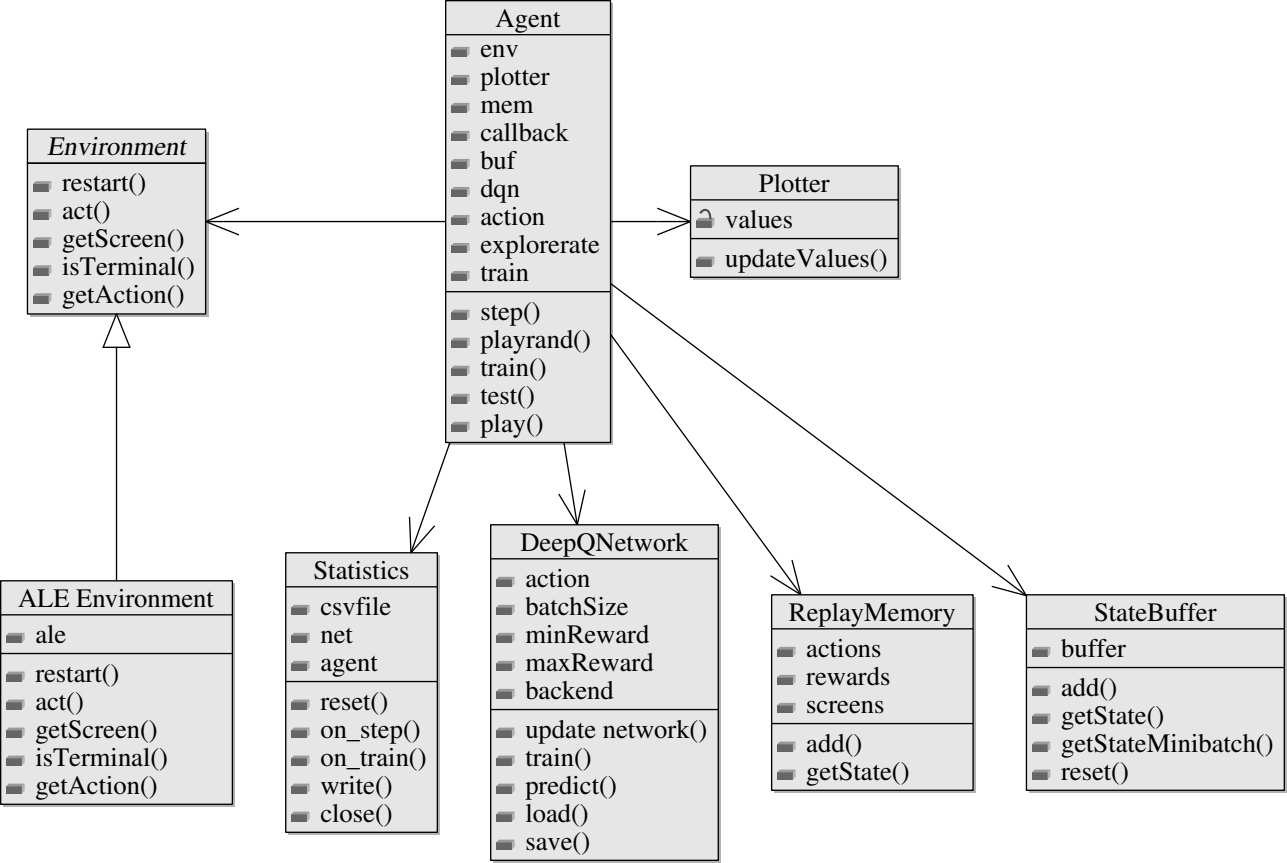 Agent
env
plotter
mem
callback
buf
dqn
action
explorerate
train
step()
playrand()
train()
test()
play()
Environment
restart()
act()
getScreen()
isTerminal()
getAction()
Plotter
values
updateValues()
ALE Environment
ale
restart()
act()
getScreen()
isTerminal()
getAction()
Statistics
csvfile
net
agent
reset()
on_step()
on_train()
write()
close()
DeepQNetwork
action
batchSize
minReward
maxReward
backend
update network()
train()
predict()
load()
save()
ReplayMemory
actions
rewards
screens
add()
getState()
StateBuffer
buffer
add()
getState()
getStateMinibatch()
reset()